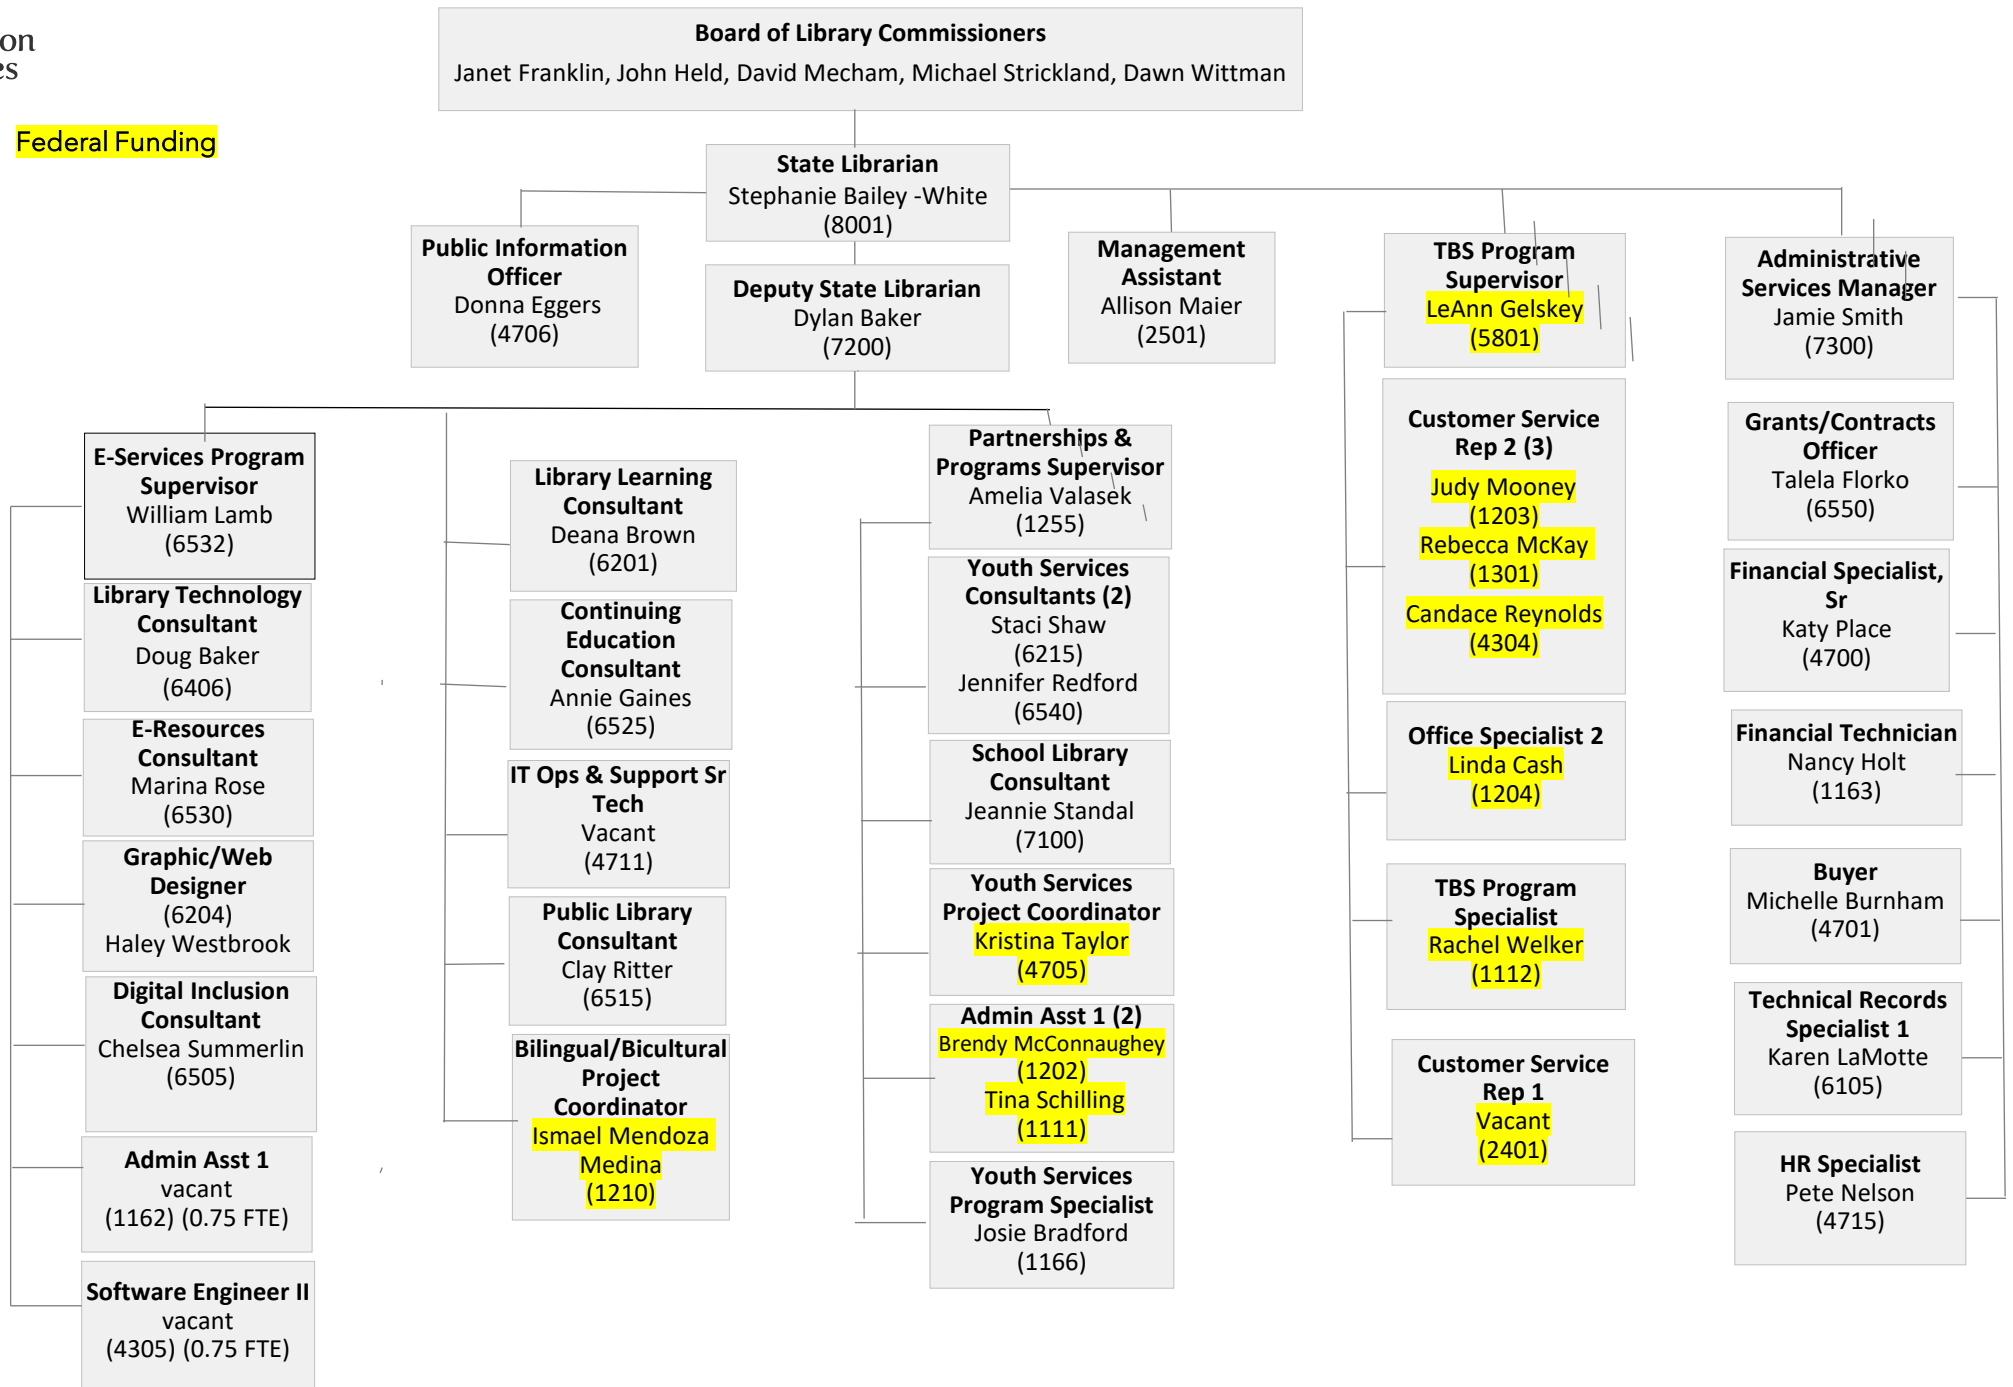 on
es
Federal Funding
Board of Library Commissioners
Janet Franklin, John Held, David Mecham, Michael Strickland, Dawn Wittman
State Librarian
Stephanie Bailey -White
(8001)
Public Information
Officer
Donna Eggers
(4706)
Deputy State Librarian
Dylan Baker
(7200)
Management
Assistant
Allison Maier
(2501)
TBS Program
Supervisor
LeAnn Gelskey
(5801)
Administrative
Services Manager
Jamie Smith
(7300)
E-Services Program
Supervisor
William Lamb
(6532)
Library Technology
Consultant
Doug Baker
(6406)
E-Resources
Consultant
Marina Rose
(6530)
Graphic/Web
Designer
(6204)
Haley Westbrook
Digital Inclusion
Consultant
Chelsea Summerlin
(6505)
Admin Asst 1
vacant
(1162) (0.75 FTE)
Software Engineer II
vacant
(4305) (0.75 FTE)
Library Learning
Consultant
Deana Brown
(6201)
Continuing
Education
Consultant
Annie Gaines
(6525)
IT Ops & Support Sr
Tech
Vacant
(4711)
Public Library
Consultant
Clay Ritter
(6515)
Bilingual/Bicultural
Project
Coordinator
Ismael Mendoza
Medina
(1210)
Partnerships &
Programs Supervisor
Amelia Valasek
(1255)
Youth Services
Consultants (2)
Staci Shaw
(6215)
Jennifer Redford
(6540)
School Library
Consultant
Jeannie Standal
(7100)
Youth Services
Project Coordinator
Kristina Taylor
(4705)
Admin Asst 1 (2)
Brendy McConnaughey
(1202)
Tina Schilling
(1111)
Youth Services
Program Specialist
Josie Bradford
(1166)
Customer Service
Rep 2 (3)
Judy Mooney
(1203)
Rebecca McKay
(1301)
Candace Reynolds
(4304)
Office Specialist 2
Linda Cash
(1204)
TBS Program
Specialist
Rachel Welker
(1112)
Customer Service
Rep 1
Vacant
(2401)
Grants/Contracts
Officer
Talela Florko
(6550)
Financial Specialist,
Sr
Katy Place
(4700)
Financial Technician
Nancy Holt
(1163)
Buyer
Michelle Burnham
(4701)
Technical Records
Specialist 1
Karen LaMotte
(6105)
HR Specialist
Pete Nelson
(4715)